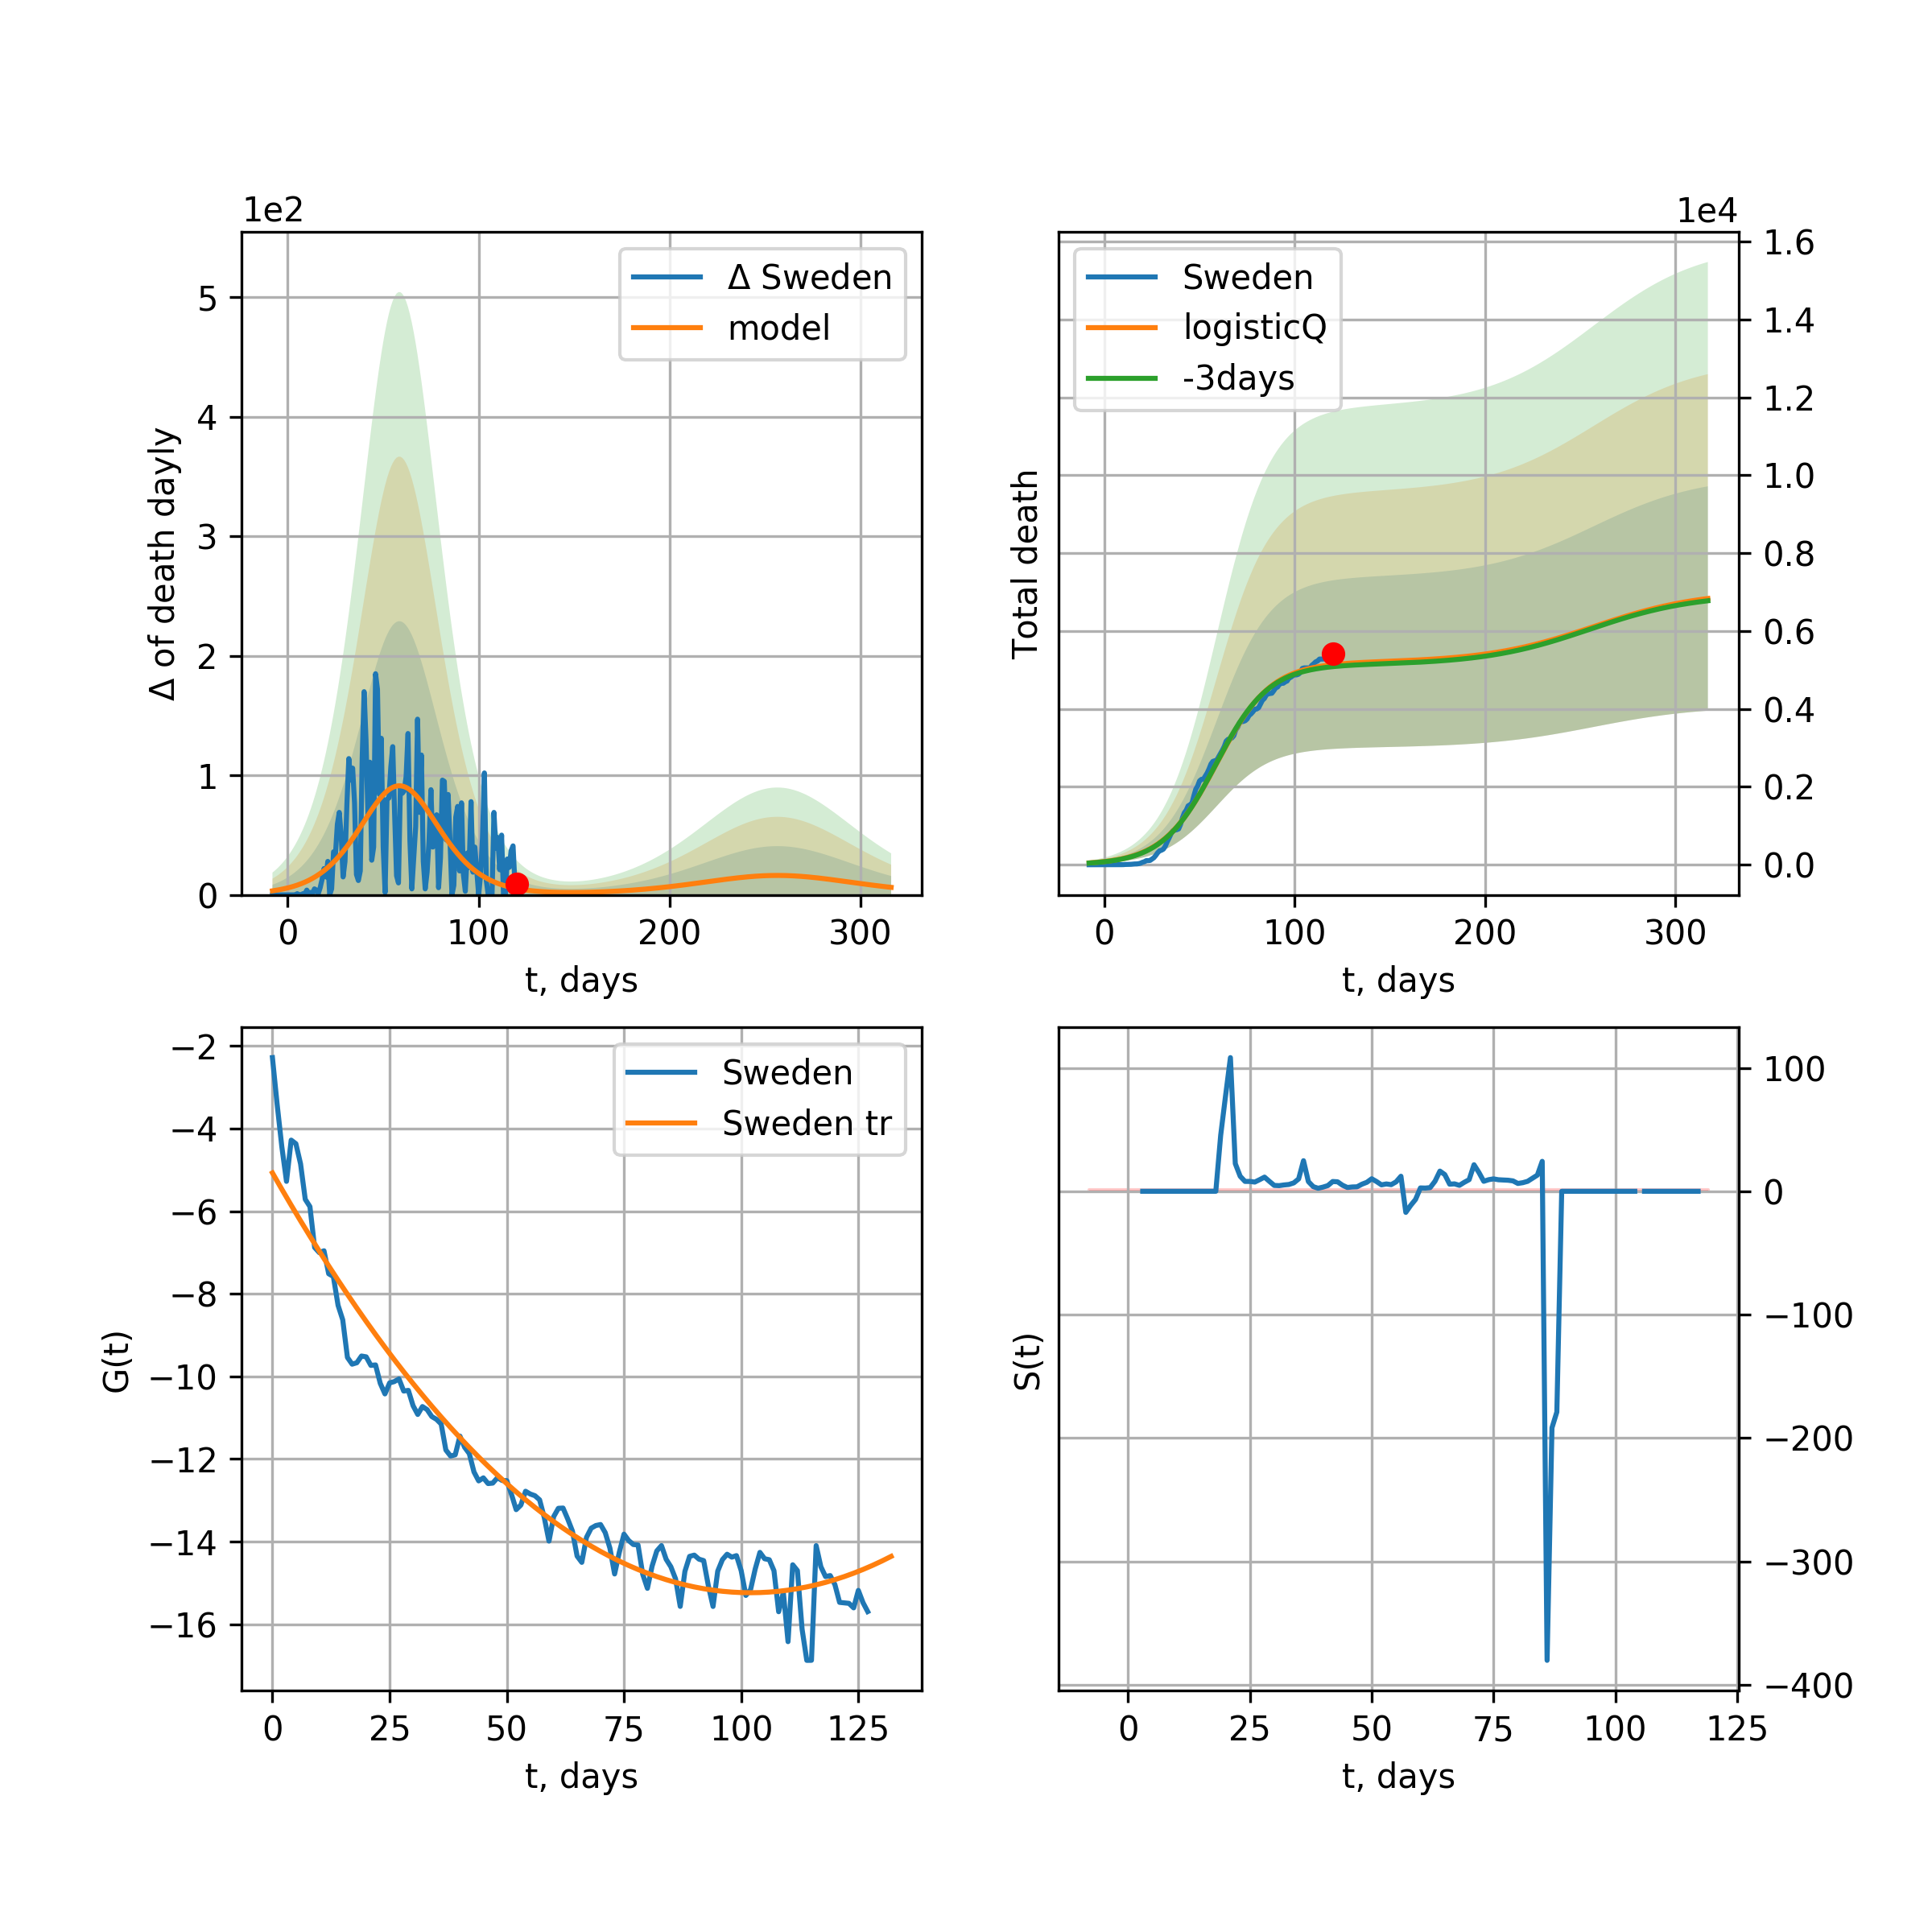 1e2
Δ of death dayly
5
4
3
2
1
0
Δ Sweden
model
0 100 200 300
t, days
1e4
Total death
Sweden
logisticQ
-3days
1.6
1.4
1.2
1.0
0.8
0.6
0.4
0.2
0.0
0 100 200 300
t, days
G(t)
−2
−4
−6
−8
−10
−12
−14
−16
Sweden
Sweden tr
0 25 50 75 100 125
t, days
S(t)
100
0
−100
−200
−300
−400
0 25 50 75 100 125
t, days